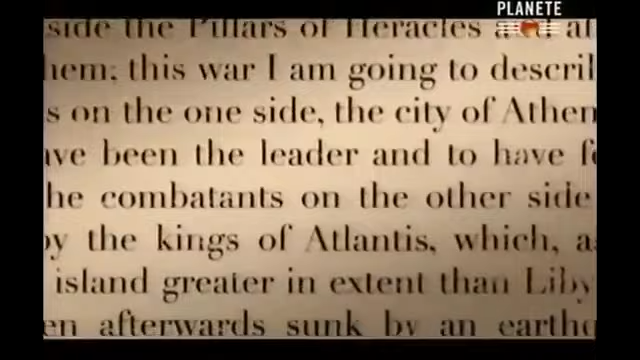 PLANETE
side the Pillars of Heracles and
hem; this war I am going to descri
s on the one side, the city of Athen
ve been the leader and to have f
he combatants on the other side
y the kings of Atlantis, which, a
island greater in extent than Liby
en afterwards sunk by an earthq